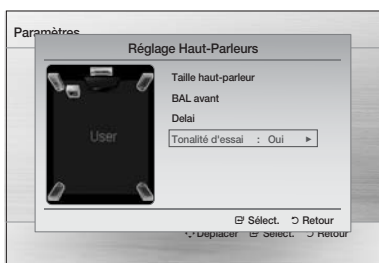 Paramètres
Réglage Haut-Parleurs
User
Taille haut-parleur
BAL avant
Delai
Tonalité d'essai : Oui ►
Sélect. Retour
Déplacer Sélect. Retour